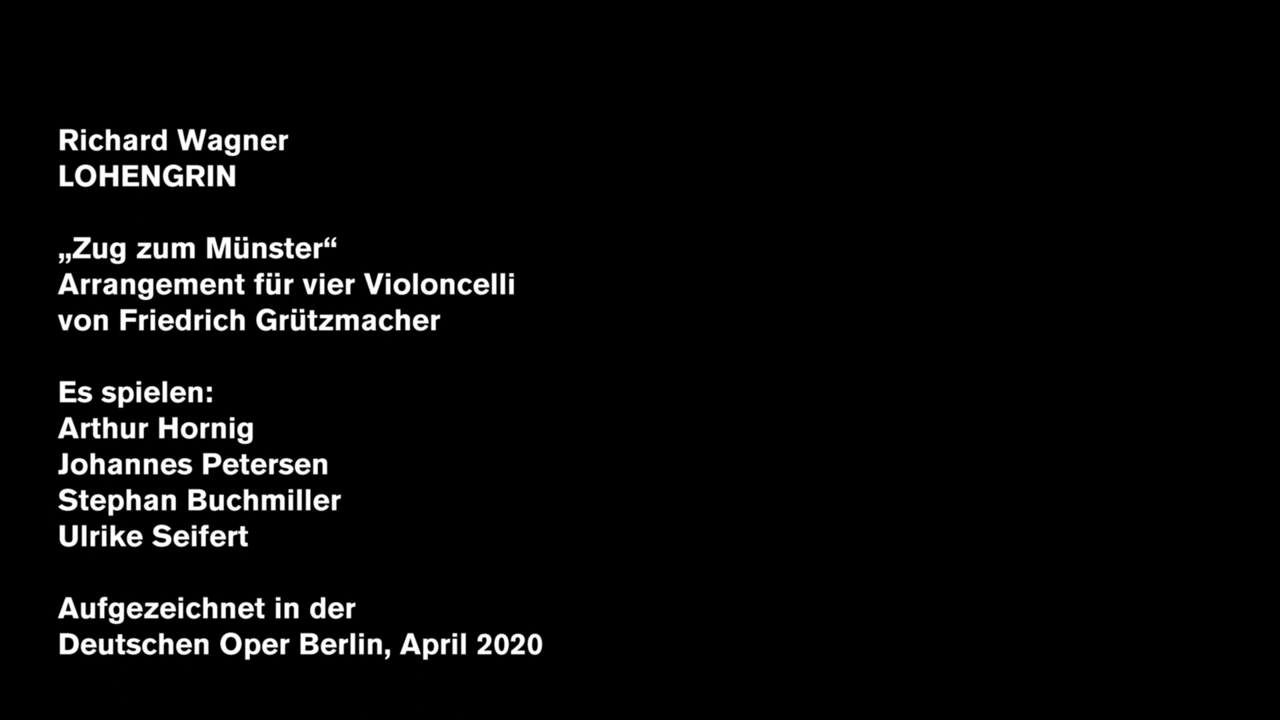 Richard Wagner
LOHENGRIN
„Zug zum Münster“
Arrangement für vier Violoncelli
von Friedrich Grützmacher
Es spielen:
Arthur Hornig
Johannes Petersen
Stephan Buchmiller
Ulrike Seifert
Aufgezeichnet in der
Deutschen Oper Berlin, April 2020